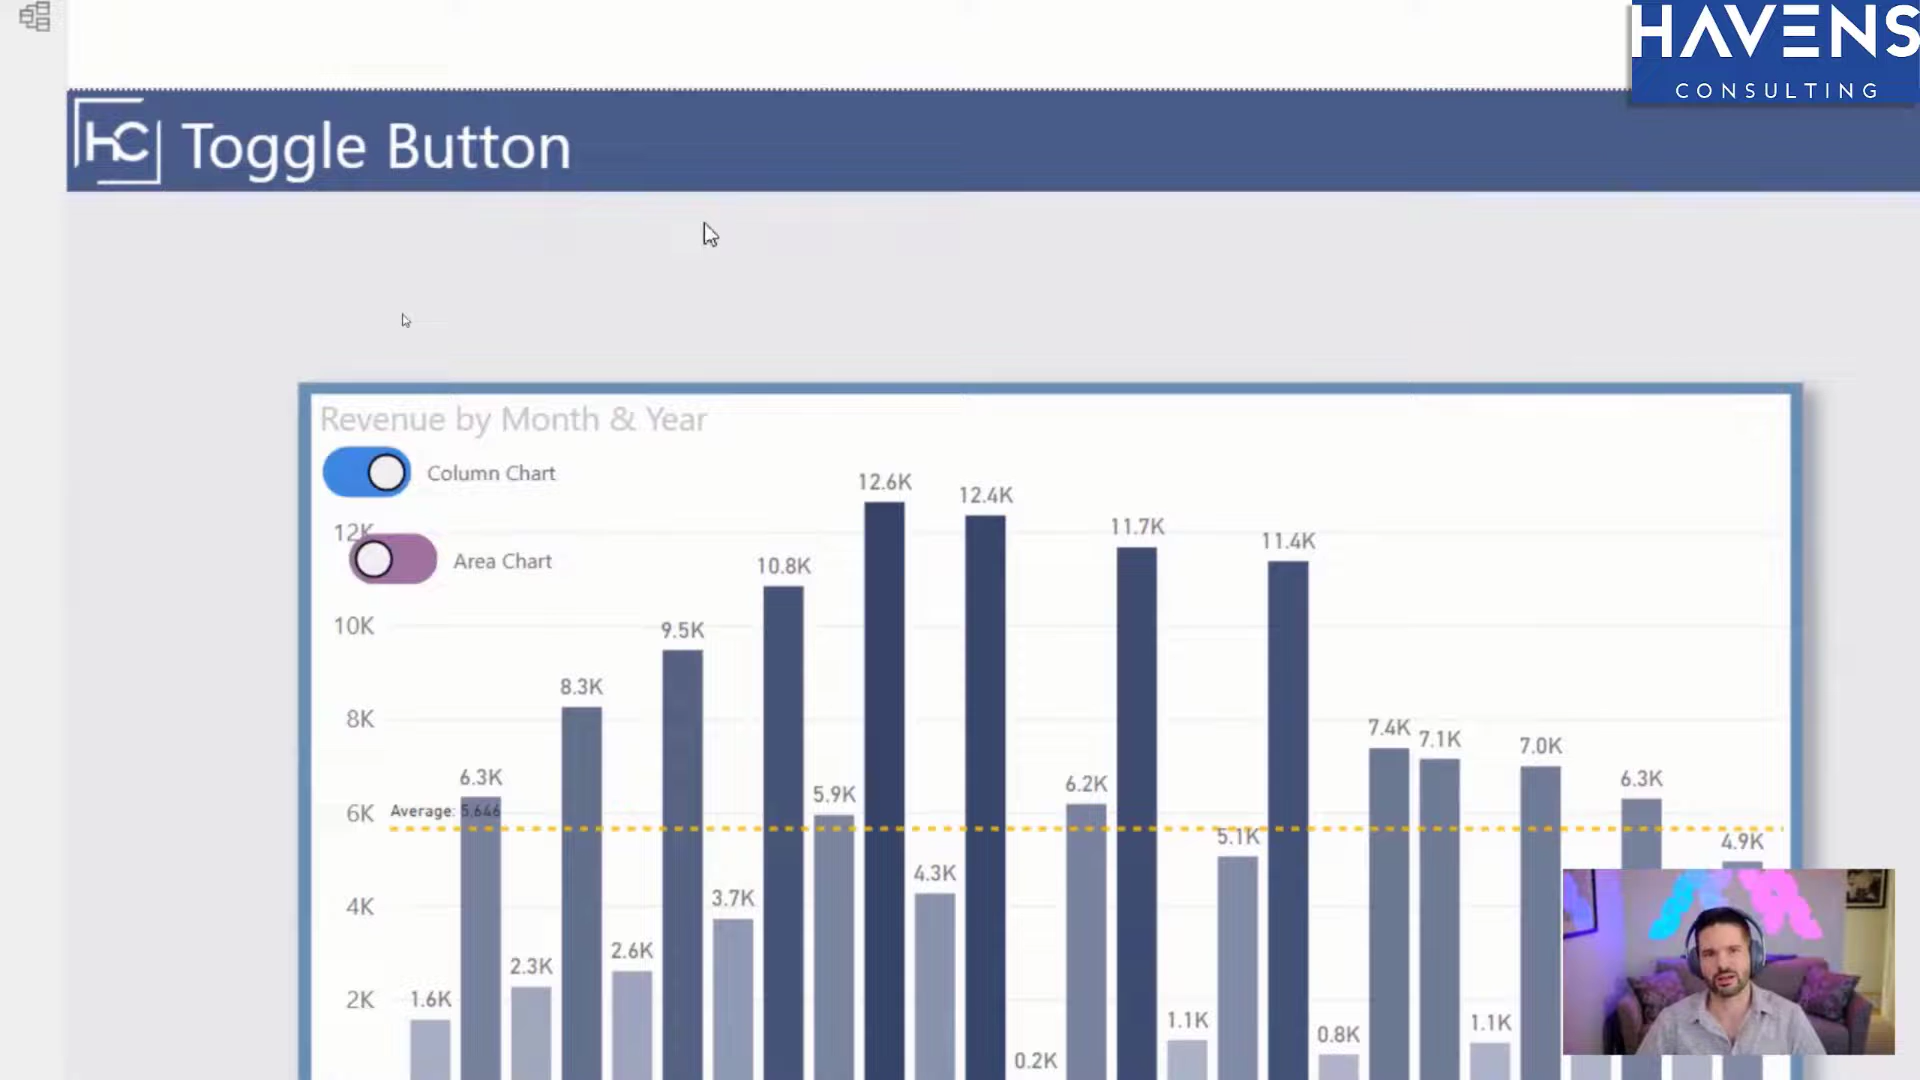 HAVENS
CONSULTING
hC Toggle Button
Revenue by Month & Year
Column Chart
Area Chart
12K
10K
8K
6K
4K
2K
Average: 5,646
1.6K
6.3K
2.3K
8.3K
2.6K
9.5K
3.7K
10.8K
5.9K
12.6K
4.3K
12.4K
0.2K
6.2K
11.7K
1.1K
5.1K
11.4K
0.8K
7.4K
7.1K
1.1K
7.0K
6.3K
4.9K